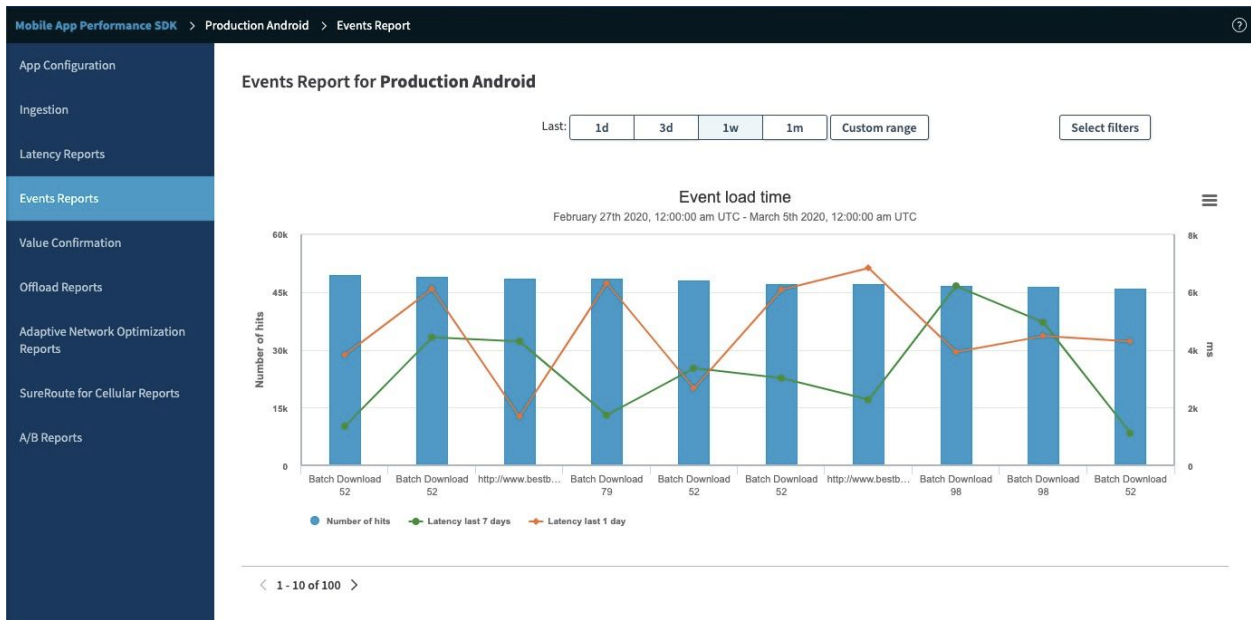 Mobile App Performance SDK > Production Android > Events Report
?
App Configuration
Ingestion
Latency Reports
Events Reports
Value Confirmation
Offload Reports
Adaptive Network Optimization
Reports
SureRoute for Cellular Reports
A/B Reports
Events Report for Production Android
Last: 1d 3d 1w 1m Custom range Select filters
Event load time
February 27th 2020, 12:00:00 am UTC - March 5th 2020, 12:00:00 am UTC
Number of hits
60k
45k
30k
15k
0
8k
6k
4k
2k
0
ms
Batch Download
52
Batch Download
52
http://www.bestb...
Batch Download
79
Batch Download
52
Batch Download
52
http://www.bestb...
Batch Download
98
Batch Download
98
Batch Download
52
Number of hits Latency last 7 days Latency last 1 day
< 1 - 10 of 100 >